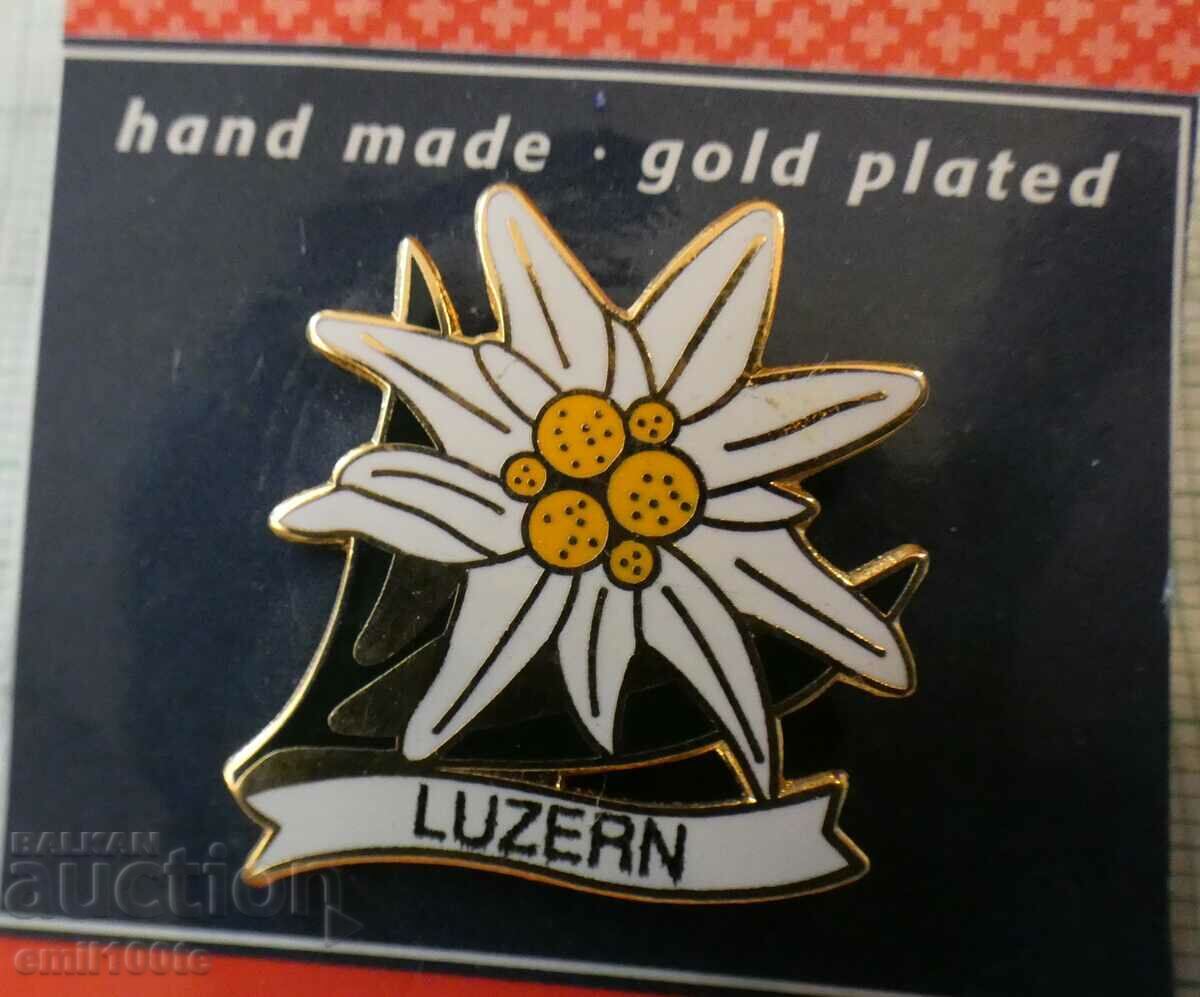 hand made · gold plated
LUZERN
BALKAN
auction
emil100te